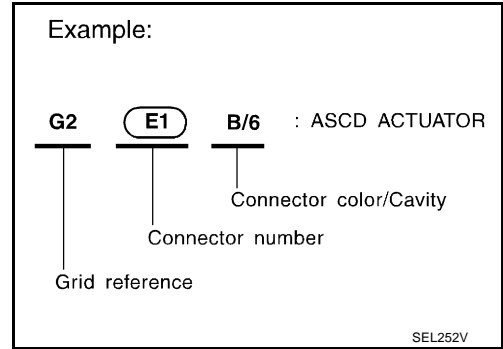 Example:
G2 E1 B/6 : ASCD ACTUATOR
Connector color/Cavity
Connector number
Grid reference
SEL252V